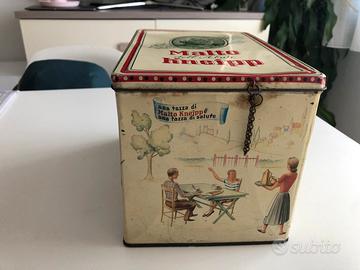 Malto
Kneipp
una tazza di
Malto Kneipp è
una tazza di salute
subito